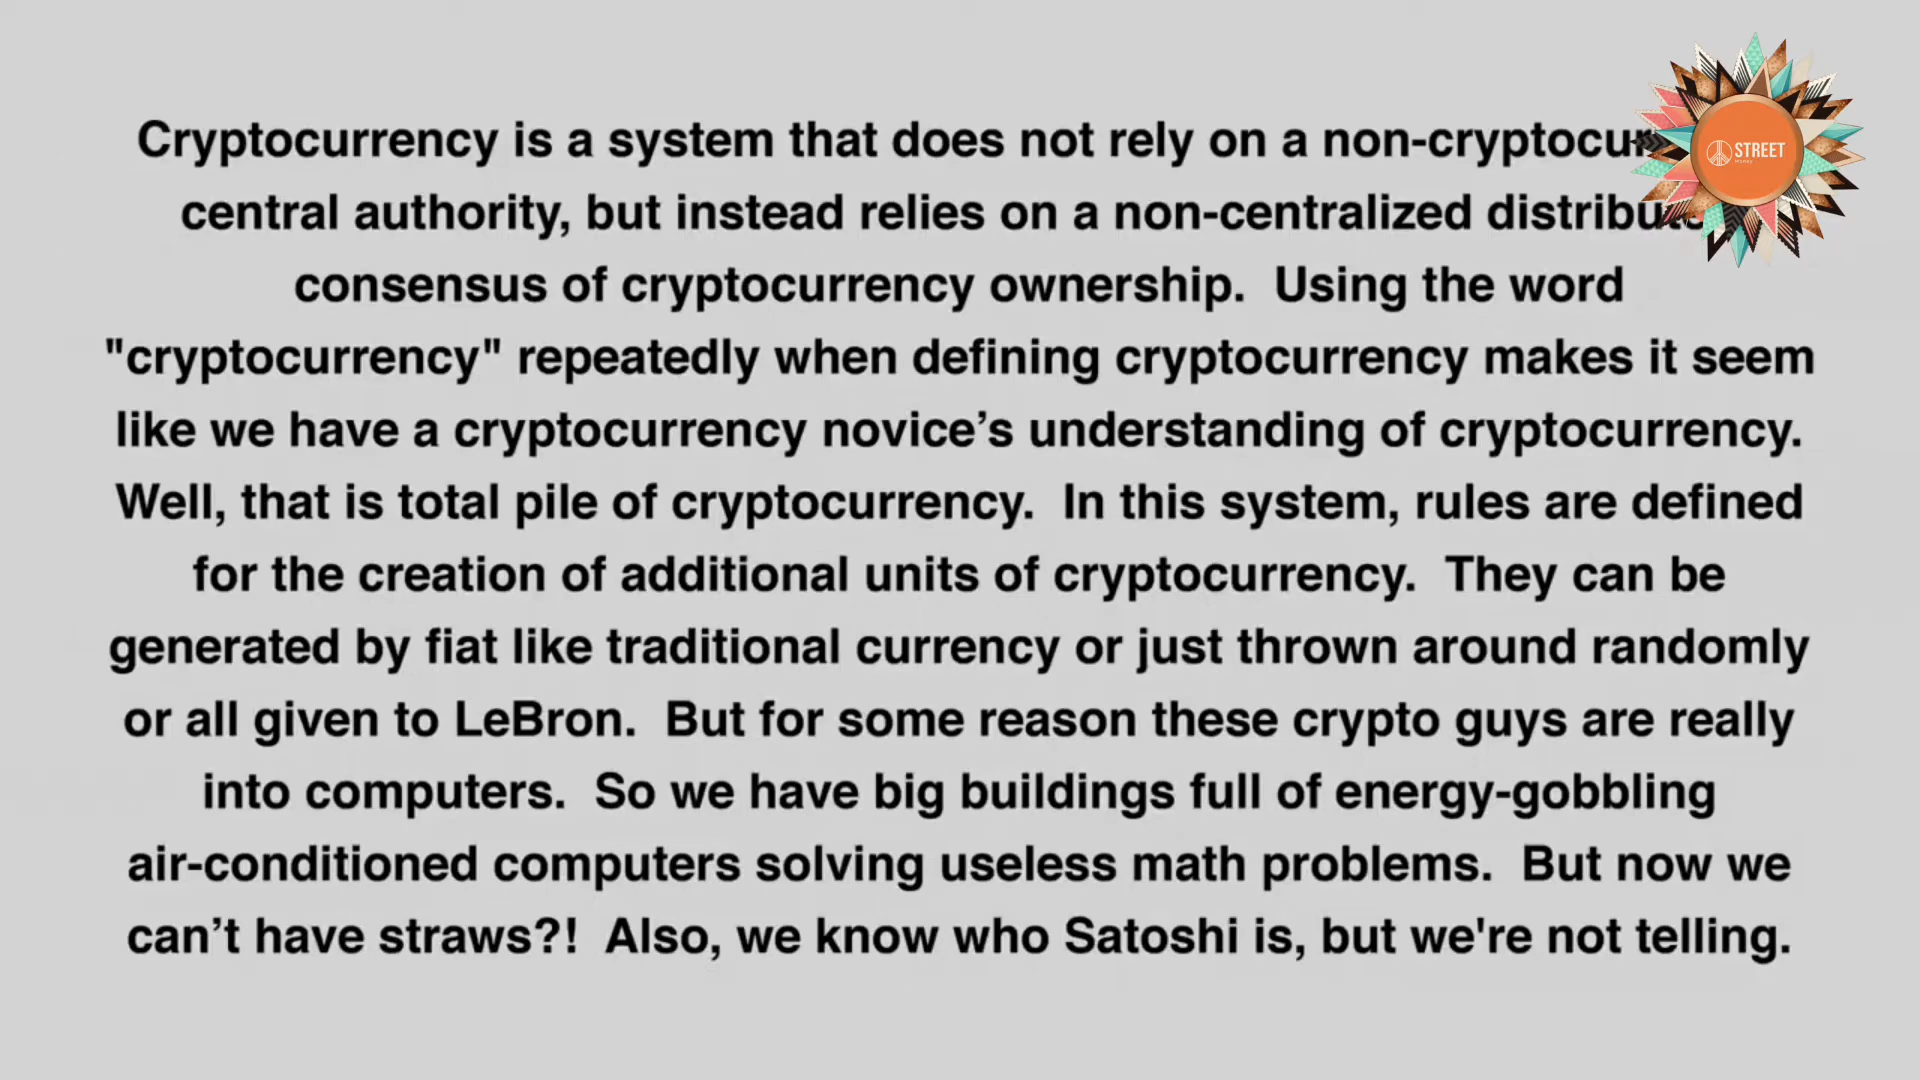 Cryptocurrency is a system that does not rely on a
central authority, but instead relies on a non-centralized
consensus of cryptocurrency ownership.  Using the word
"cryptocurrency" repeatedly when defining cryptocurrency makes it seem
like we have a cryptocurrency novice’s understanding of cryptocurrency.
Well, that is total pile of cryptocurrency.  In this system, rules are defined
for the creation of additional units of cryptocurrency.  They can be
generated by fiat like traditional currency or just thrown around randomly
or all given to LeBron.  But for some reason these crypto guys are really
into computers.  So we have big buildings full of energy-gobbling
air-conditioned computers solving useless math problems.  But now we
can’t have straws?!  Also, we know who Satoshi is, but we're not telling.
STREET
Money